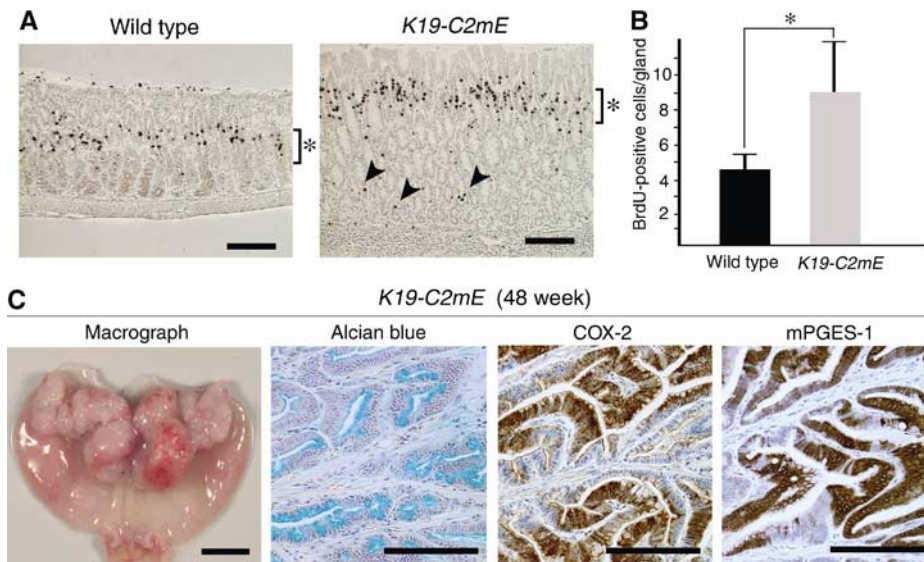 A
Wild type
K19-C2mE
*
*
B
*
BrdU-positive cells/gland
10
8
6
4
2
Wild type
K19-C2mE
C
K19-C2mE (48 week)
Macrograph
Alcian blue
COX-2
mPGES-1